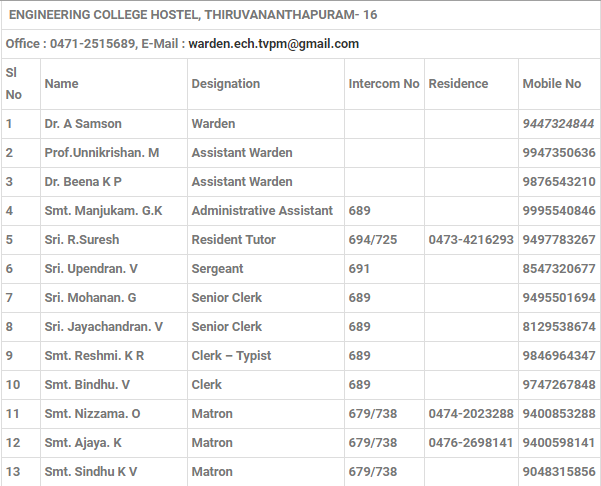 ENGINEERING COLLEGE HOSTEL, THIRUVANANTHAPURAM- 16
Office : 0471-2515689, E-Mail : warden.ech.tvpm@gmail.com
Sl No Name Designation Intercom No Residence Mobile No
1 Dr. A Samson Warden 9447324844
2 Prof.Unnikrishan. M Assistant Warden 9947350636
3 Dr. Beena K P Assistant Warden 9876543210
4 Smt. Manjukam. G.K Administrative Assistant 689 9995540846
5 Sri. R.Suresh Resident Tutor 694/725 0473-4216293 9497783267
6 Sri. Upendran. V Sergeant 691 8547320677
7 Sri. Mohanan. G Senior Clerk 689 9495501694
8 Sri. Jayachandran. V Senior Clerk 689 8129538674
9 Smt. Reshmi. K R Clerk – Typist 689 9846964347
10 Smt. Bindhu. V Clerk 689 9747267848
11 Smt. Nizzama. O Matron 679/738 0474-2023288 9400853288
12 Smt. Ajaya. K Matron 679/738 0476-2698141 9400598141
13 Smt. Sindhu K V Matron 679/738 9048315856